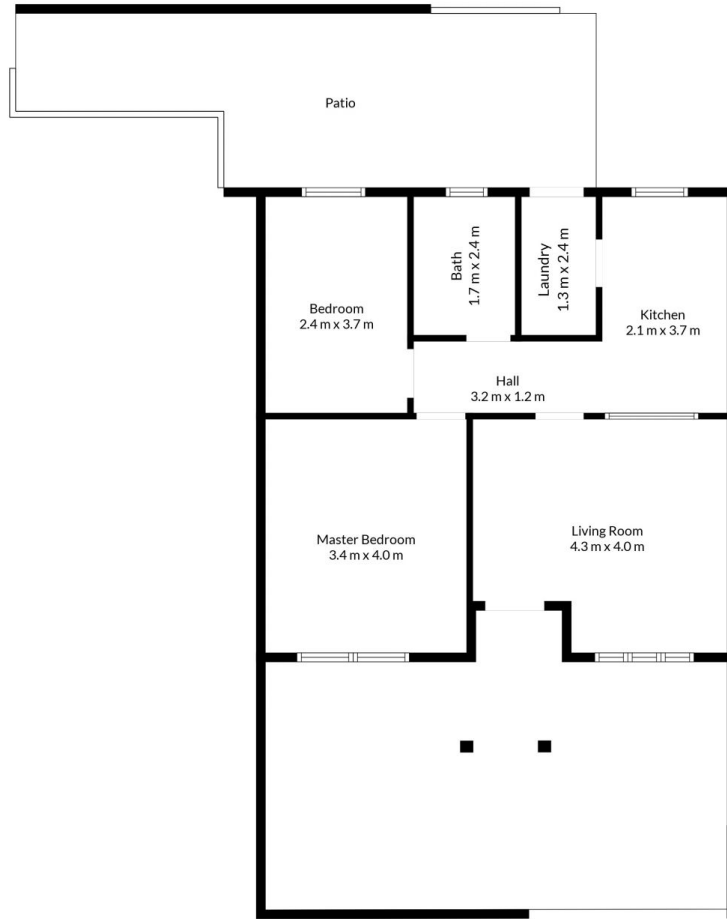 Patio
Bath
1.7 m x 2.4 m
Laundry
1.3 m x 2.4 m
Bedroom
2.4 m x 3.7 m
Kitchen
2.1 m x 3.7 m
Hall
3.2 m x 1.2 m
Master Bedroom
3.4 m x 4.0 m
Living Room
4.3 m x 4.0 m